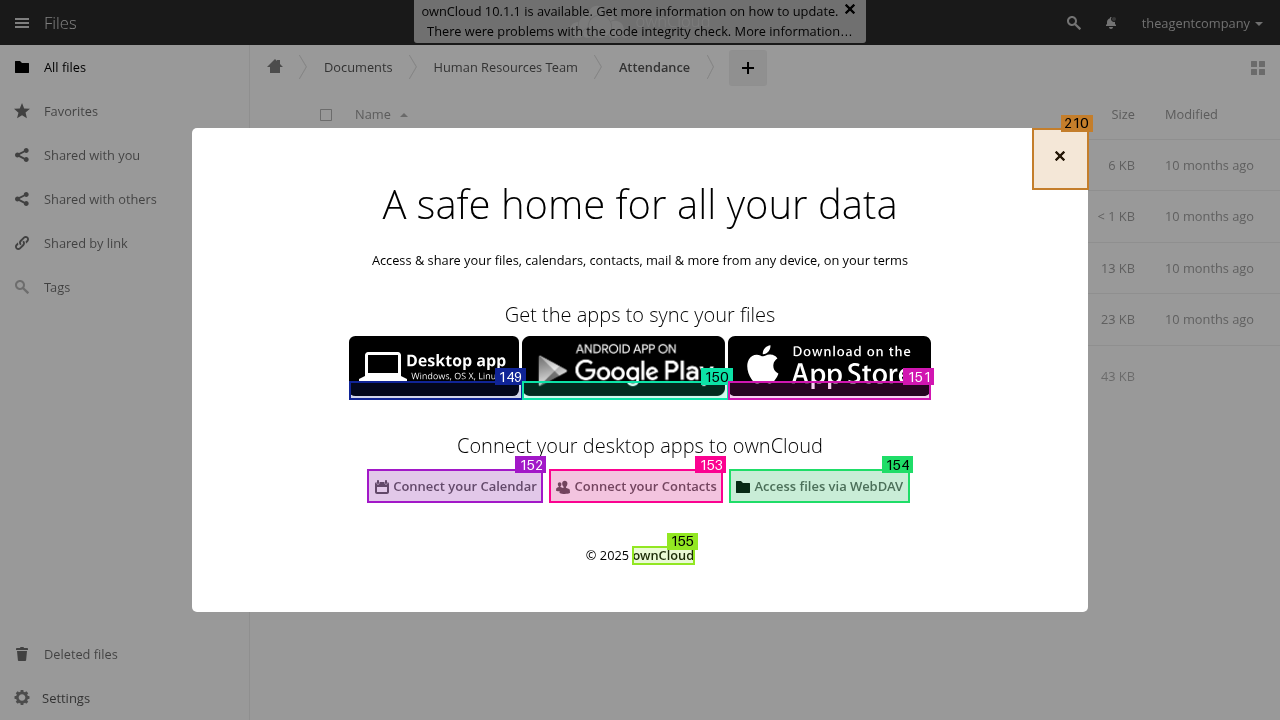 ownCloud 10.1.1 is available. Get more information on how to update.
There were problems with the code integrity check. More information…
Files
theagentcompany
All files
Favorites
Shared with you
Shared with others
Shared by link
Tags
Deleted files
Settings
Documents
Human Resources Team
Attendance
+
Name
Size
Modified
6 KB
10 months ago
< 1 KB
10 months ago
13 KB
10 months ago
23 KB
10 months ago
43 KB
210
A safe home for all your data
Access & share your files, calendars, contacts, mail & more from any device, on your terms
Get the apps to sync your files
Desktop app
Windows, OS X,
149
ANDROID APP ON
Google Play
150
Download on the
App Store
151
Connect your desktop apps to ownCloud
152
Connect your Calendar
153
Connect your Contacts
154
Access files via WebDAV
155
© 2025 ownCloud